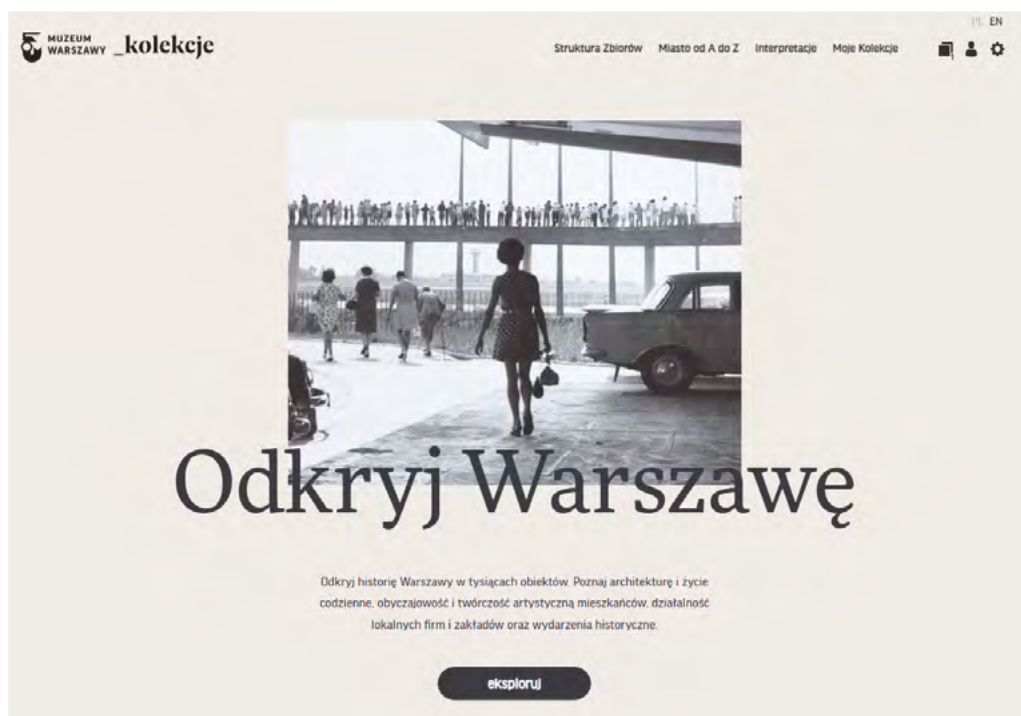 PL EN
MUZEUM
WARSZAWY _kolekcje
Struktura Zbiorów Miasto od A do Z Interpretacje Moje Kolekcje
Odkryj Warszawę
Odkryj historię Warszawy w tysiącach obiektów. Poznaj architekturę i życie
codzienne, obyczajowość i twórczość artystyczną mieszkańców, działalność
lokalnych firm i zakładów oraz wydarzenia historyczne.
eksploruj